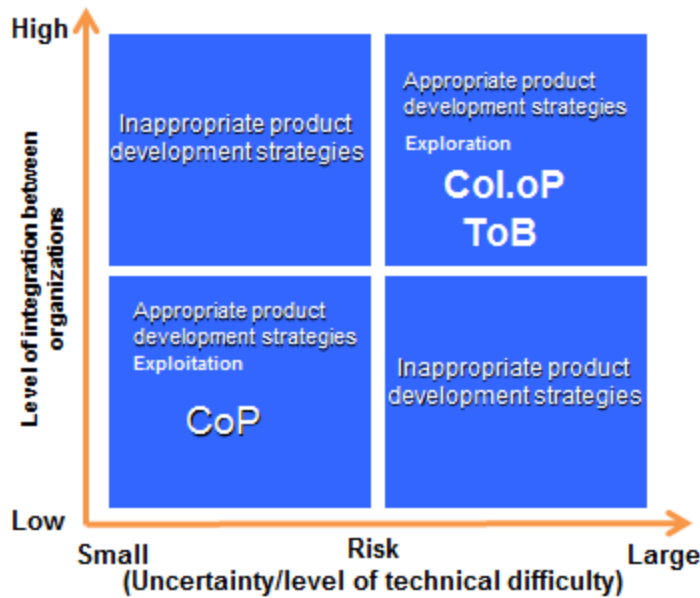 High
Inappropriate product
development strategies
Appropriate product
development strategies
Exploration
Col.oP
ToB
Level of integration between
organizations
Appropriate product
development strategies
Exploitation
CoP
Inappropriate product
development strategies
Low
Small
Risk
Large
(Uncertainty/level of technical difficulty)